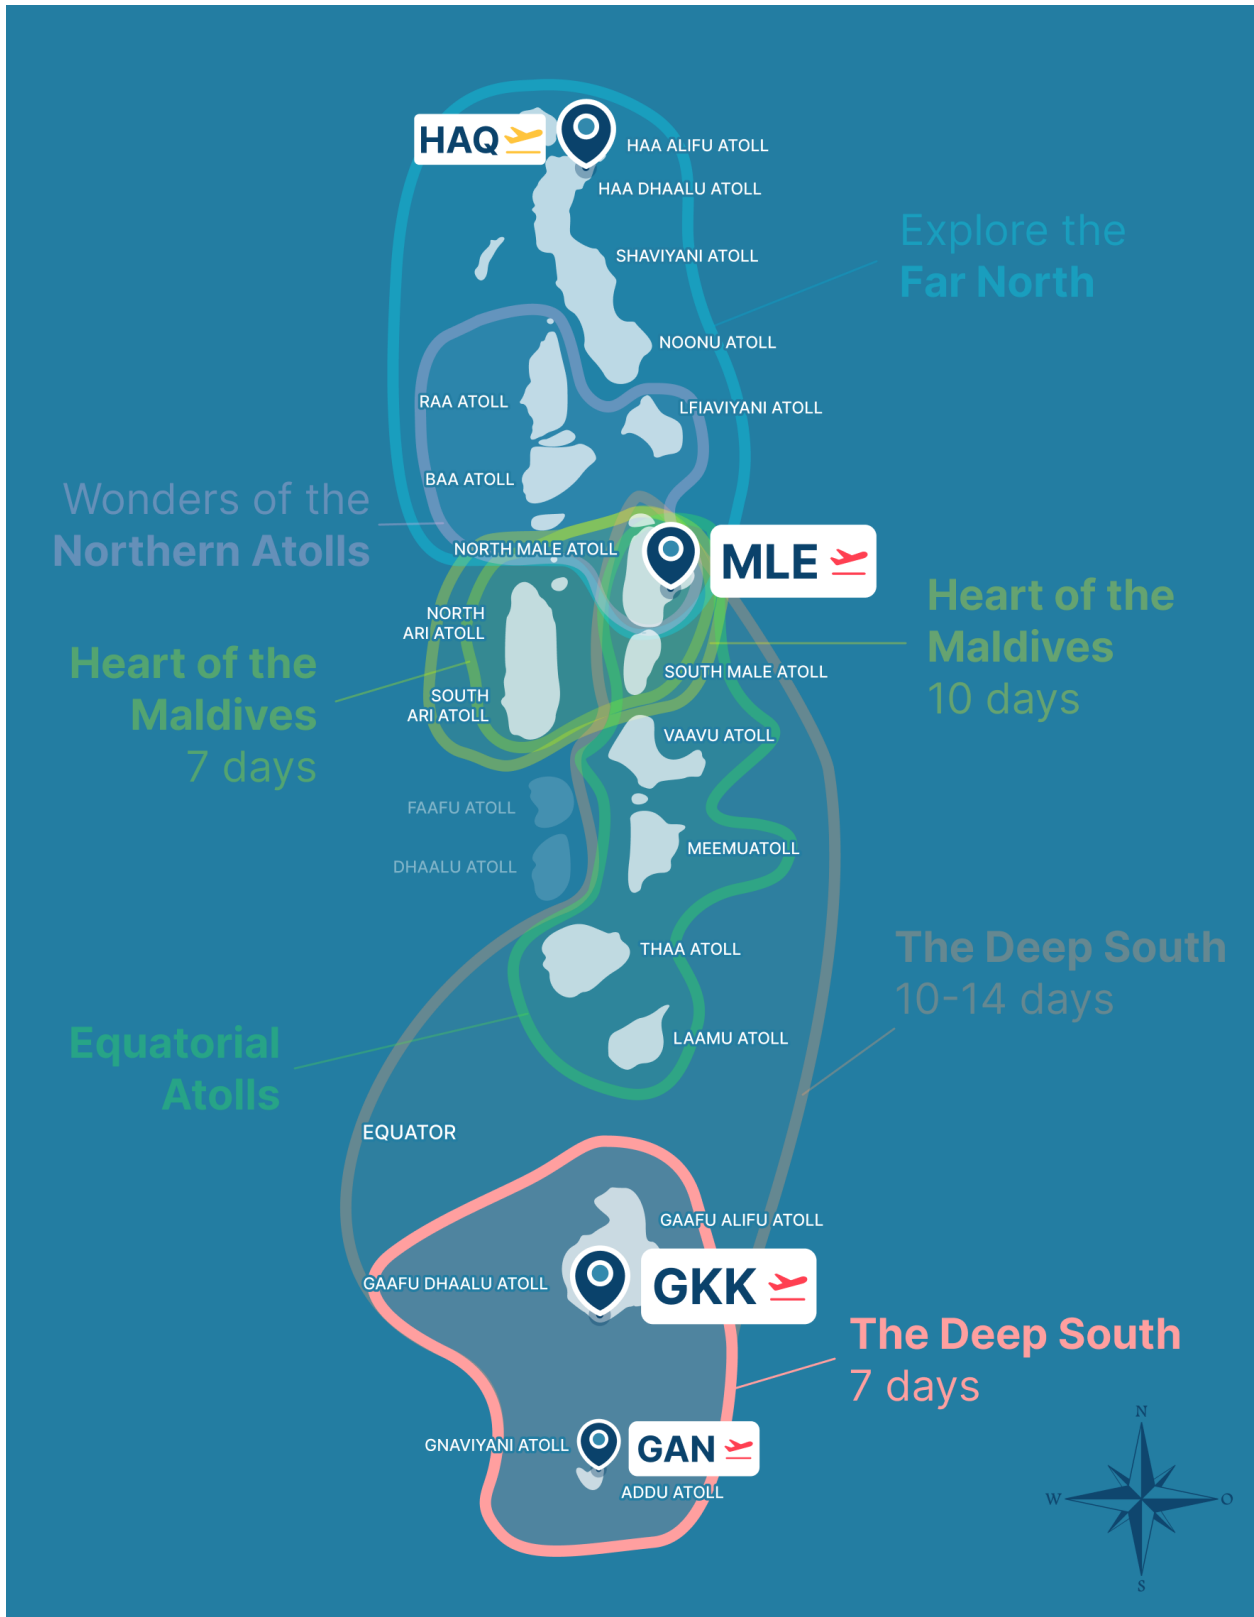 HAQ
HAA ALIFU ATOLL
HAA DHAALU ATOLL
Explore the
Far North
SHAVIYANI ATOLL
NOONU ATOLL
RAA ATOLL
LFIAVIYANI ATOLL
BAA ATOLL
Wonders of the
Northern Atolls
NORTH MALE ATOLL
MLE
Heart of the
Maldives
10 days
NORTH
ARI ATOLL
Heart of the
Maldives
7 days
SOUTH MALE ATOLL
SOUTH
ARI ATOLL
VAAVU ATOLL
FAAFU ATOLL
MEEMUATOLL
DHAALU ATOLL
THAA ATOLL
The Deep South
10-14 days
LAAMU ATOLL
Equatorial
Atolls
EQUATOR
GAAFU ALIFU ATOLL
GAAFU DHAALU ATOLL
GKK
The Deep South
7 days
GNAVIYANI ATOLL
GAN
ADDU ATOLL
N
W
O
S